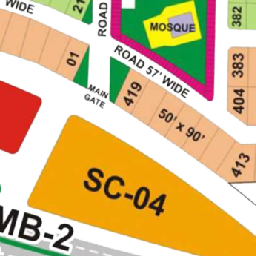 WIDE
21
ROAD
MOSQUE
382
ROAD 57' WIDE
01
383
MAIN
GATE
419
404
50' x 90'
413
SC-04
MB-2